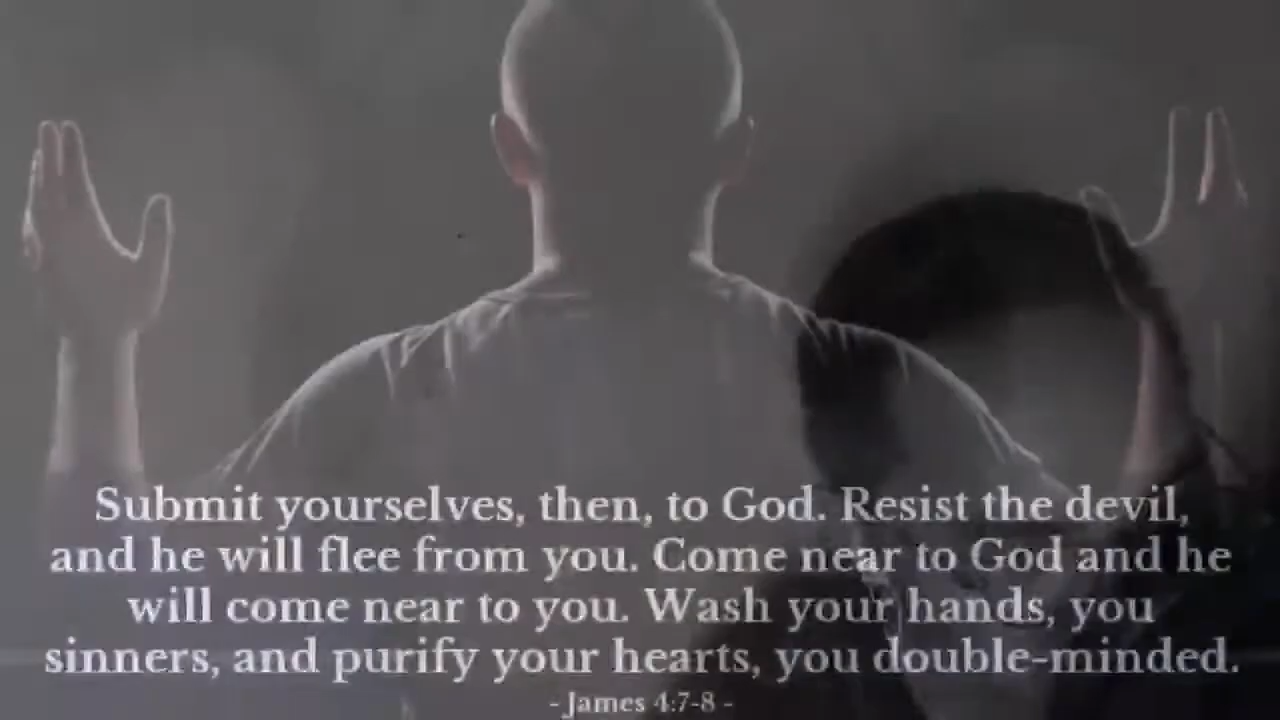 Submit yourselves, then, to God. Resist the devil,
and he will flee from you. Come near to God and he
will come near to you. Wash your hands, you
sinners, and purify your hearts, you double-minded.
- James 4:7-8 -